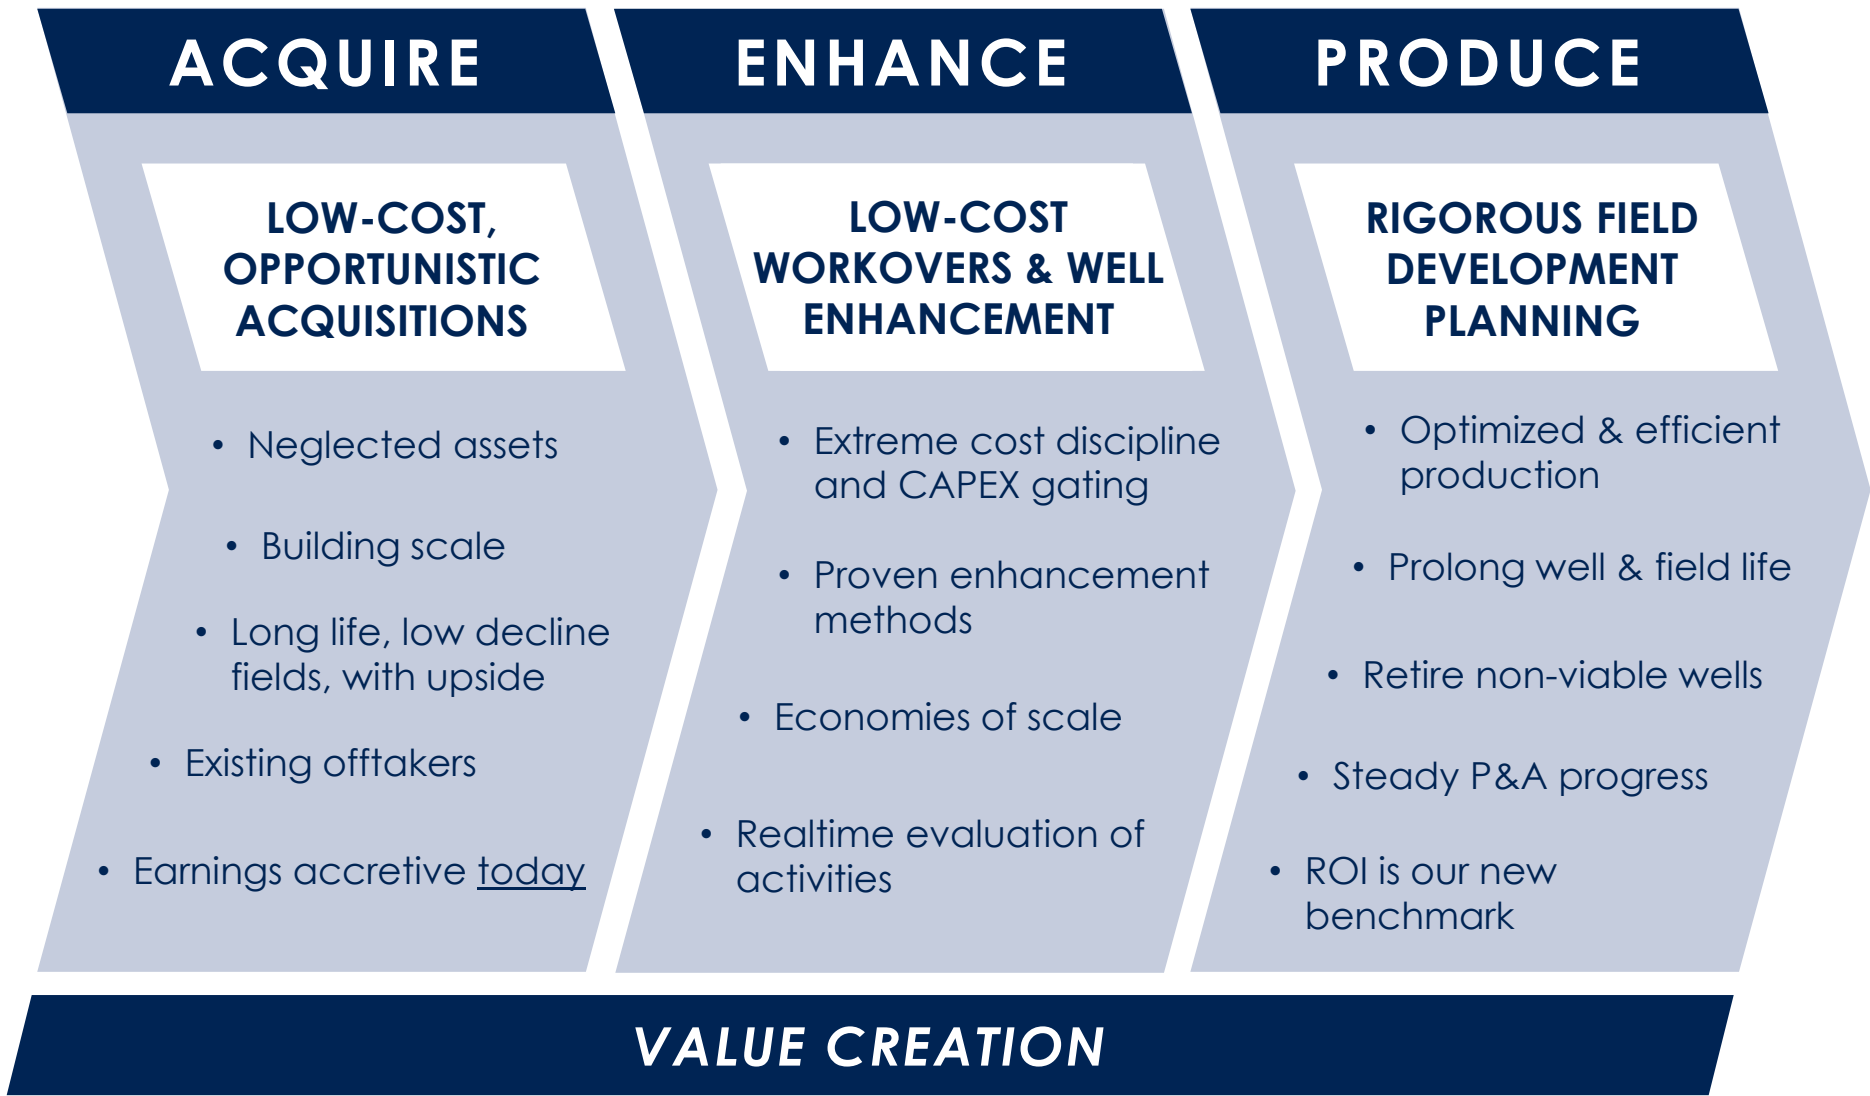 ACQUIRE
LOW-COST,
OPPORTUNISTIC
ACQUISITIONS
• Neglected assets
• Building scale
• Long life, low decline
fields, with upside
• Existing offtakers
• Earnings accretive today
ENHANCE
LOW-COST
WORKOVERS & WELL
ENHANCEMENT
• Extreme cost discipline
and CAPEX gating
• Proven enhancement
methods
• Economies of scale
• Realtime evaluation of
activities
PRODUCE
RIGOROUS FIELD
DEVELOPMENT
PLANNING
• Optimized & efficient
production
• Prolong well & field life
• Retire non-viable wells
• Steady P&A progress
• ROI is our new
benchmark
VALUE CREATION